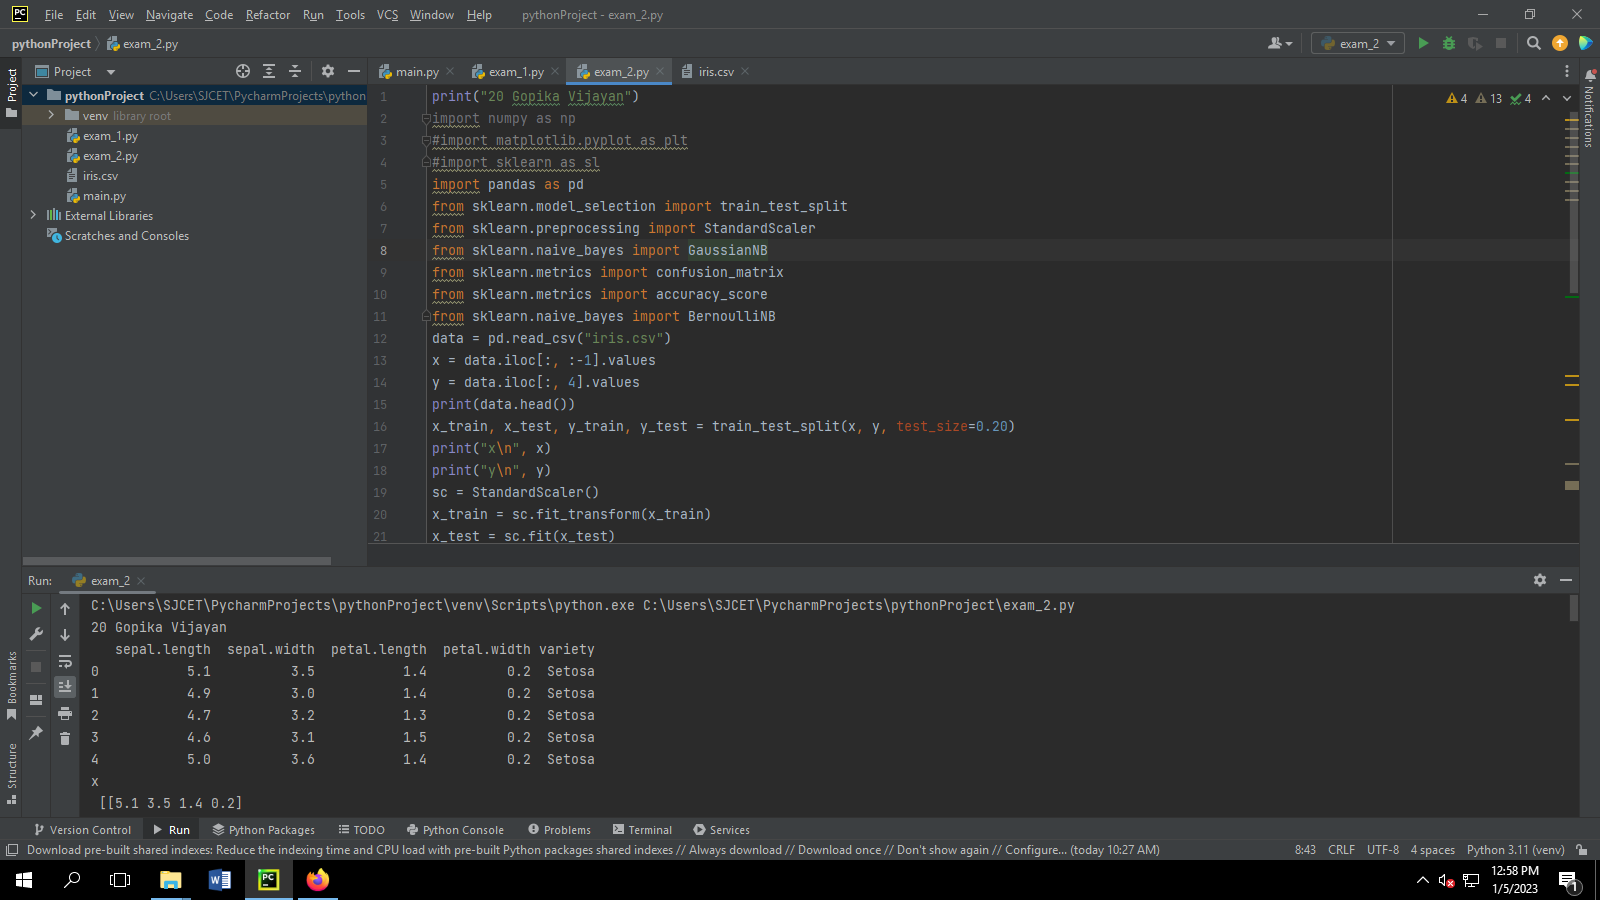 File Edit View Navigate Code Refactor Run Tools VCS Window Help pythonProject - exam_2.py
pythonProject exam_2.py exam_2
Project main.py exam_1.py exam_2.py iris.csv
Project
pythonProject C:\Users\SJCET\PycharmProjects\python
venv library root
exam_1.py
exam_2.py
iris.csv
main.py
External Libraries
Scratches and Consoles
4 13 4
Notifications
1 print("20 Gopika Vijayan")
2 import numpy as np
3 #import matplotlib.pyplot as plt
4 #import sklearn as sl
5 import pandas as pd
6 from sklearn.model_selection import train_test_split
7 from sklearn.preprocessing import StandardScaler
8 from sklearn.naive_bayes import GaussianNB
9 from sklearn.metrics import confusion_matrix
10 from sklearn.metrics import accuracy_score
11 from sklearn.naive_bayes import BernoulliNB
12 data = pd.read_csv("iris.csv")
13 x = data.iloc[:, :-1].values
14 y = data.iloc[:, 4].values
15 print(data.head())
16 x_train, x_test, y_train, y_test = train_test_split(x, y, test_size=0.20)
17 print("x\n", x)
18 print("y\n", y)
19 sc = StandardScaler()
20 x_train = sc.fit_transform(x_train)
21 x_test = sc.fit(x_test)
Run: exam_2
C:\Users\SJCET\PycharmProjects\pythonProject\venv\Scripts\python.exe C:\Users\SJCET\PycharmProjects\pythonProject\exam_2.py
20 Gopika Vijayan
sepal.length sepal.width petal.length petal.width variety
0 5.1 3.5 1.4 0.2 Setosa
1 4.9 3.0 1.4 0.2 Setosa
2 4.7 3.2 1.3 0.2 Setosa
3 4.6 3.1 1.5 0.2 Setosa
4 5.0 3.6 1.4 0.2 Setosa
x
[[5.1 3.5 1.4 0.2]
Bookmarks
Structure
Version Control Run Python Packages TODO Python Console Problems Terminal Services
Download pre-built shared indexes: Reduce the indexing time and CPU load with pre-built Python packages shared indexes // Always download // Download once // Don't show again // Configure... (today 10:27 AM) 8:43 CRLF UTF-8 4 spaces Python 3.11 (venv)
12:58 PM
1/5/2023
1